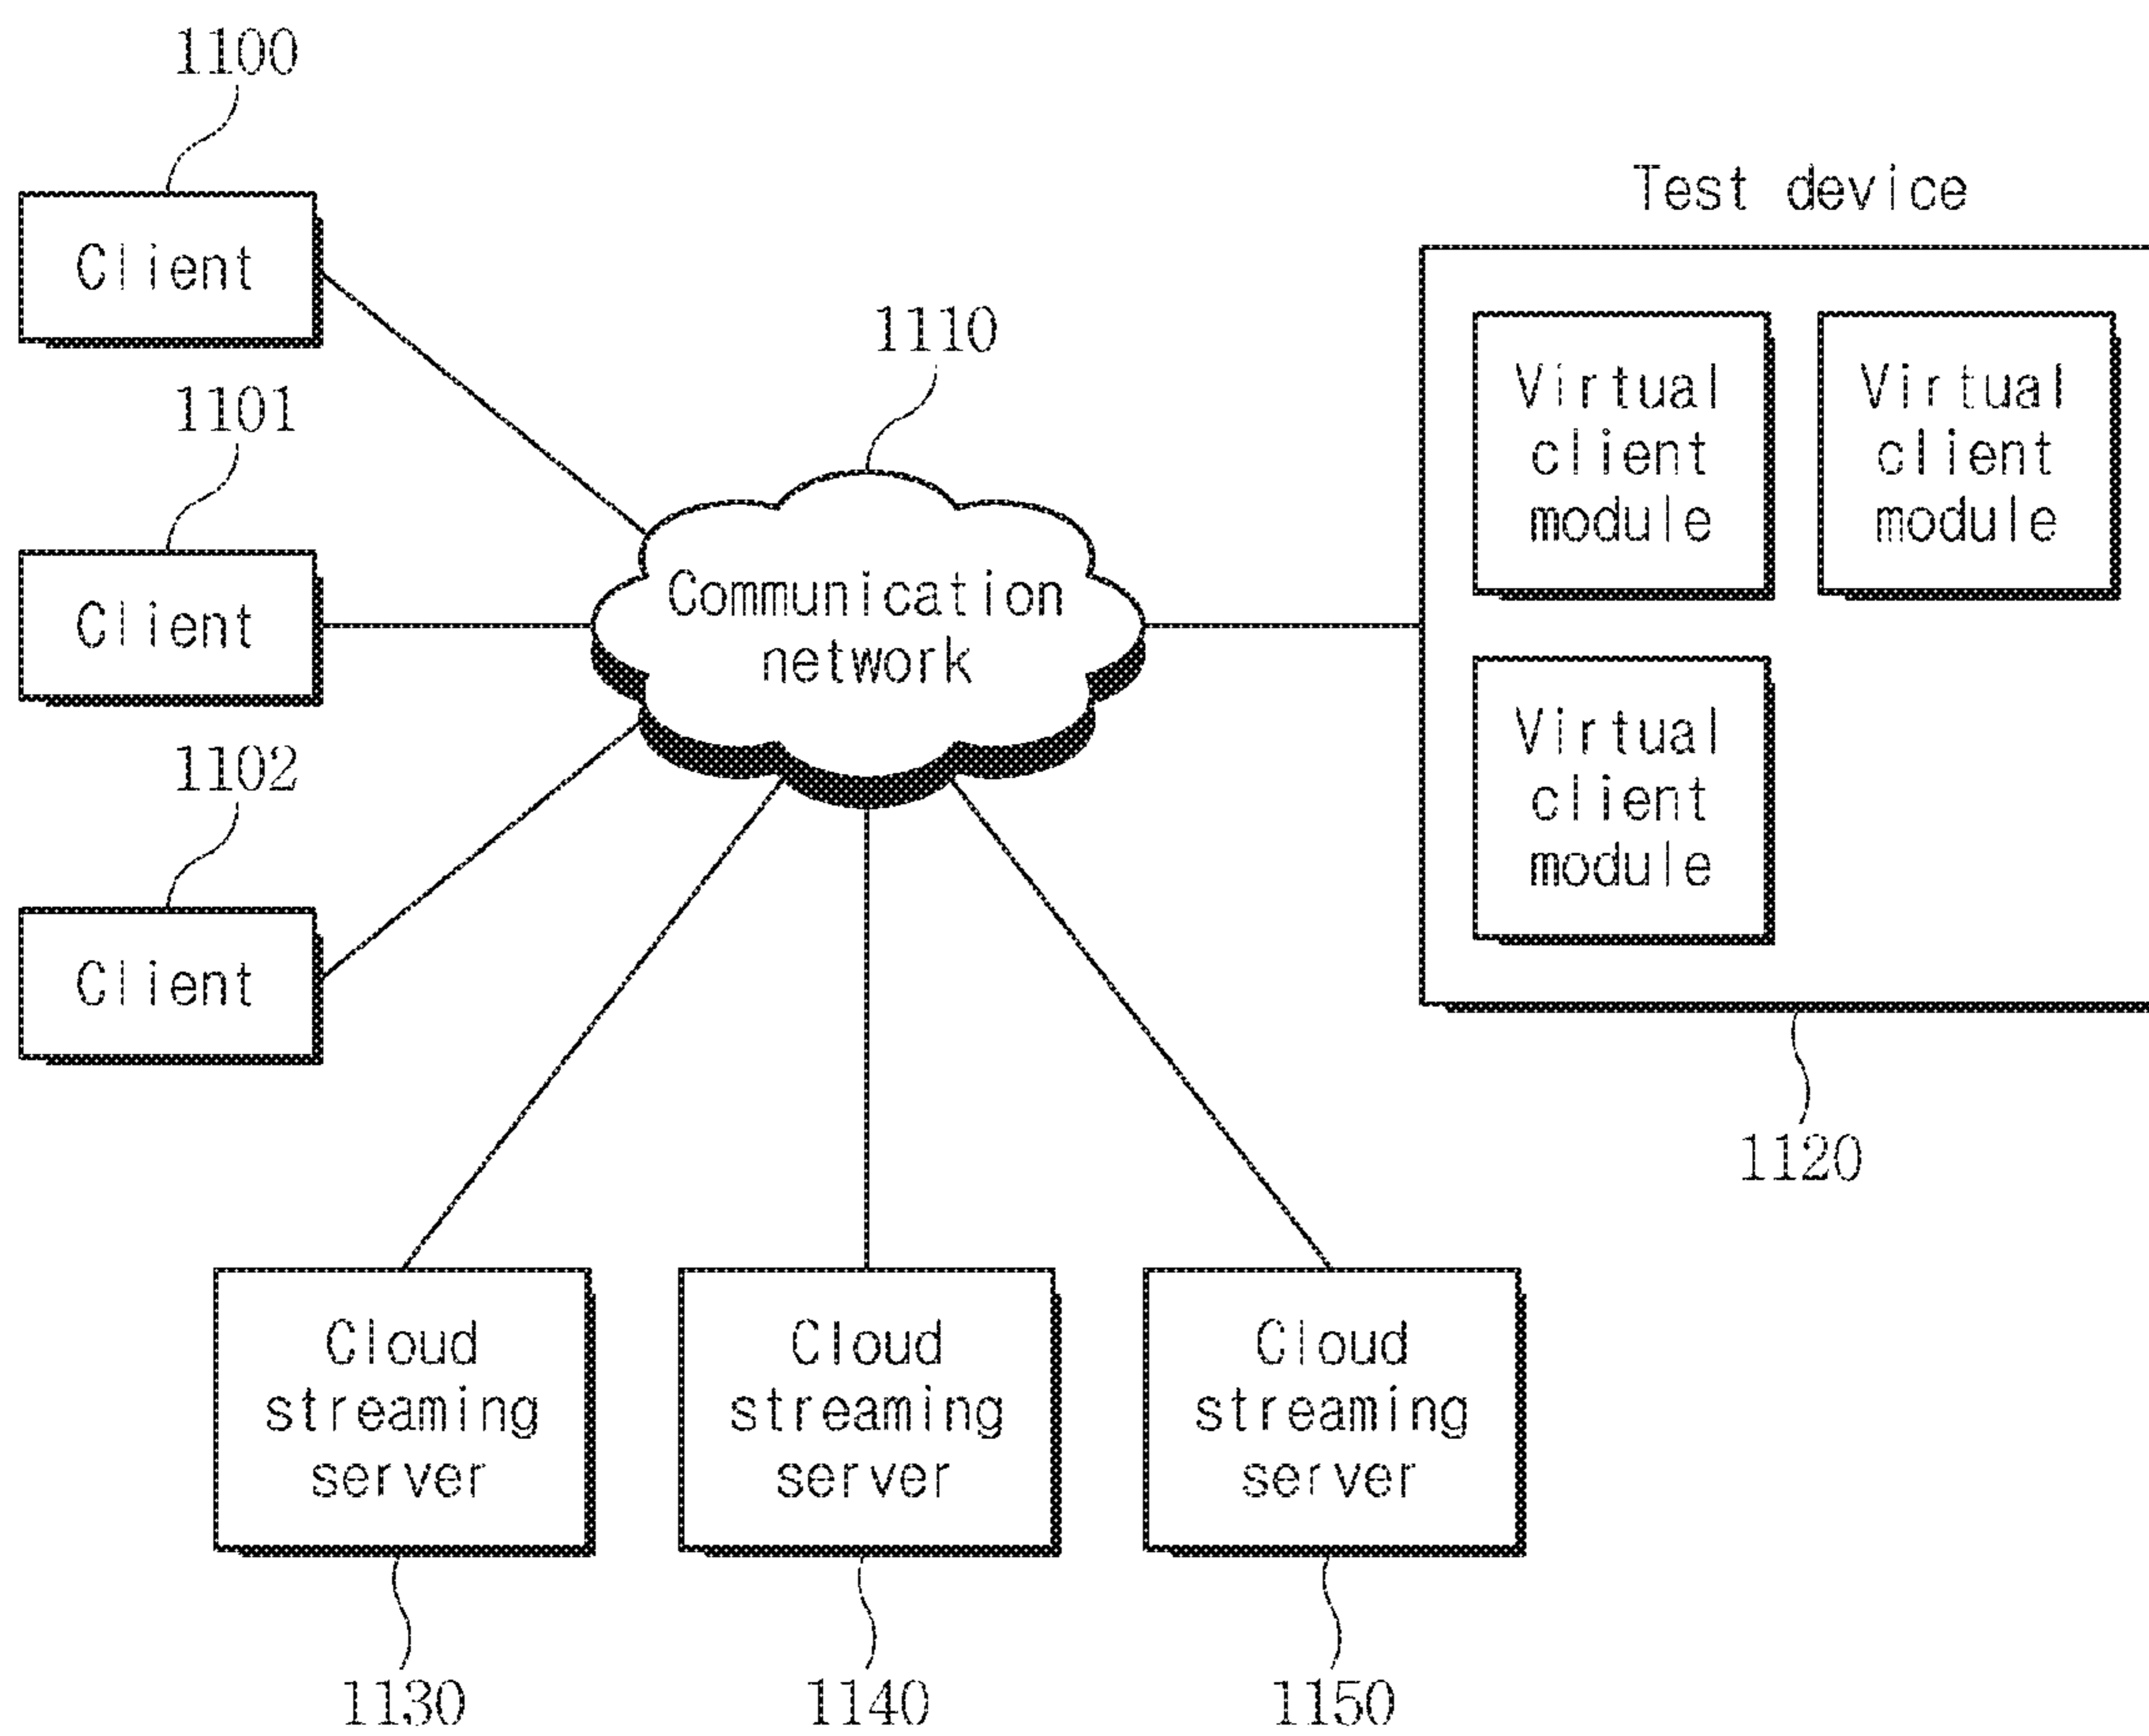 1100
Client
1101
Client
1102
Client
1110
Communication
network
Test device
Virtual
client
module
Virtual
client
module
Virtual
client
module
1120
Cloud
streaming
server
1130
Cloud
streaming
server
1140
Cloud
streaming
server
1150